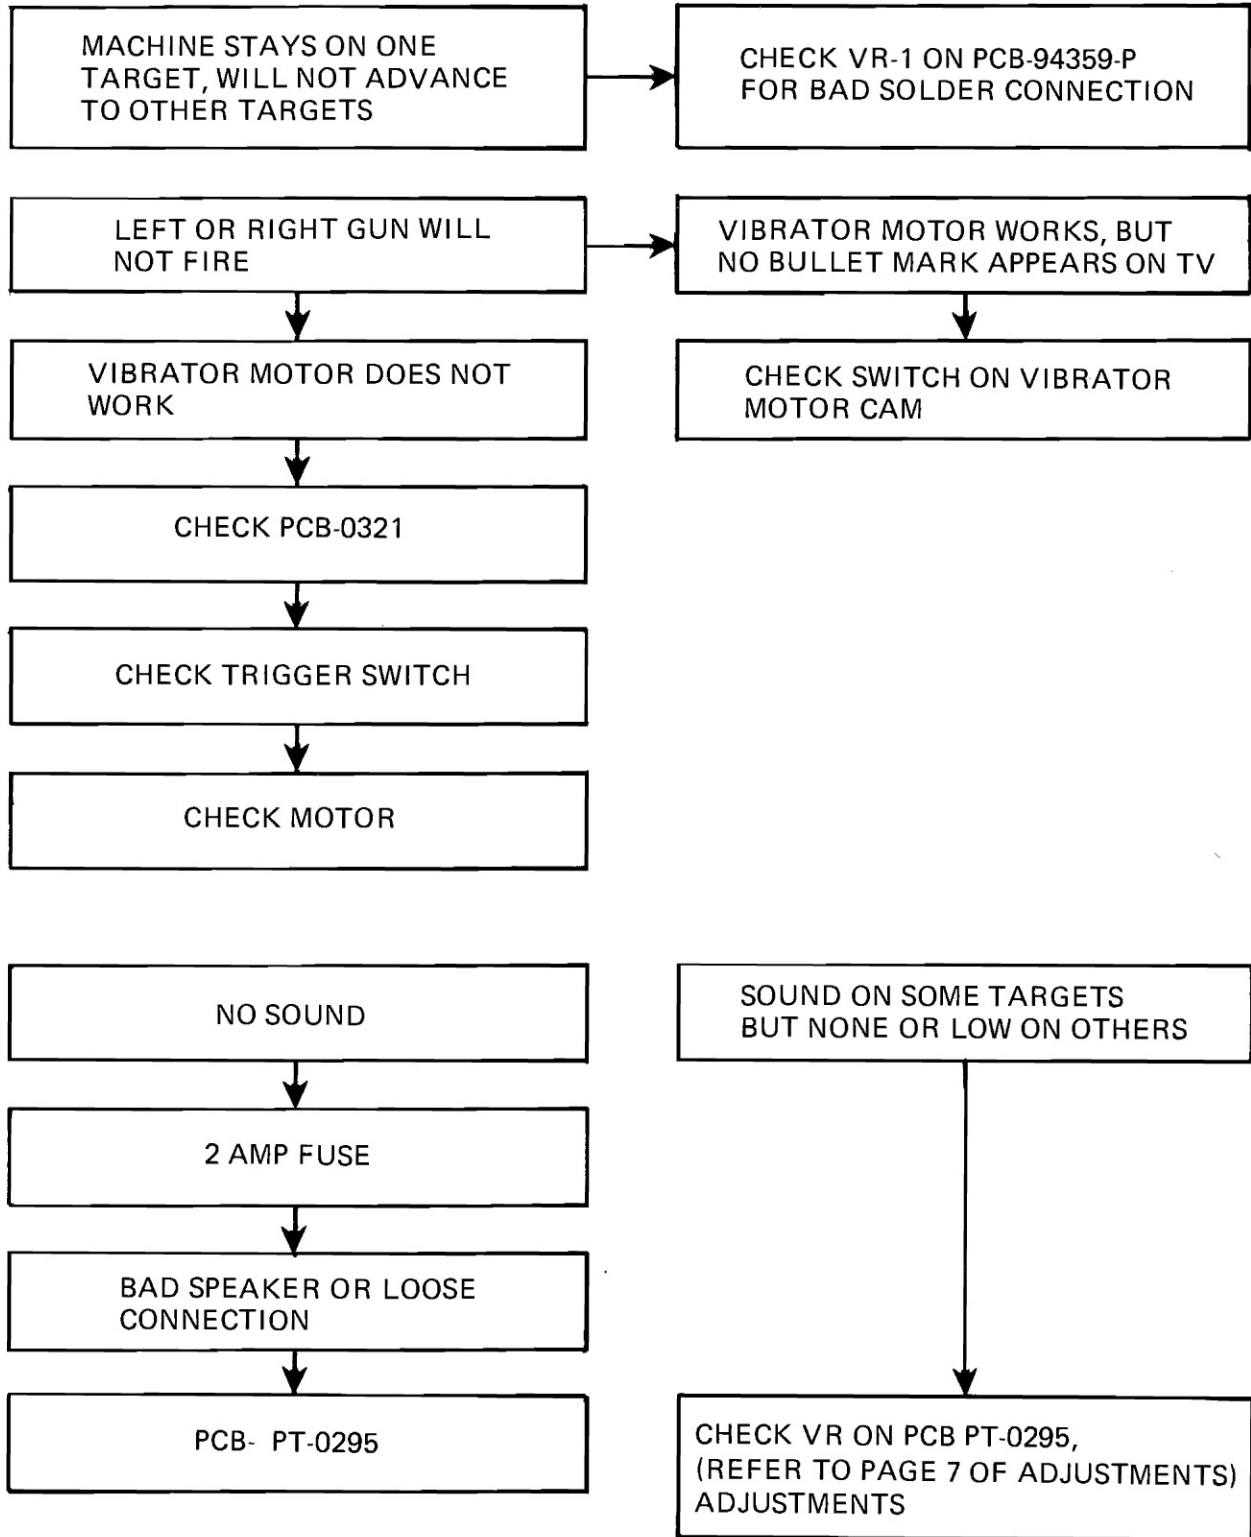 MACHINE STAYS ON ONE
TARGET, WILL NOT ADVANCE
TO OTHER TARGETS
CHECK VR-1 ON PCB-94359-P
FOR BAD SOLDER CONNECTION
LEFT OR RIGHT GUN WILL
NOT FIRE
VIBRATOR MOTOR WORKS, BUT
NO BULLET MARK APPEARS ON TV
VIBRATOR MOTOR DOES NOT
WORK
CHECK SWITCH ON VIBRATOR
MOTOR CAM
CHECK PCB-0321
CHECK TRIGGER SWITCH
CHECK MOTOR
NO SOUND
SOUND ON SOME TARGETS
BUT NONE OR LOW ON OTHERS
2 AMP FUSE
BAD SPEAKER OR LOOSE
CONNECTION
PCB- PT-0295
CHECK VR ON PCB PT-0295,
(REFER TO PAGE 7 OF ADJUSTMENTS)
ADJUSTMENTS